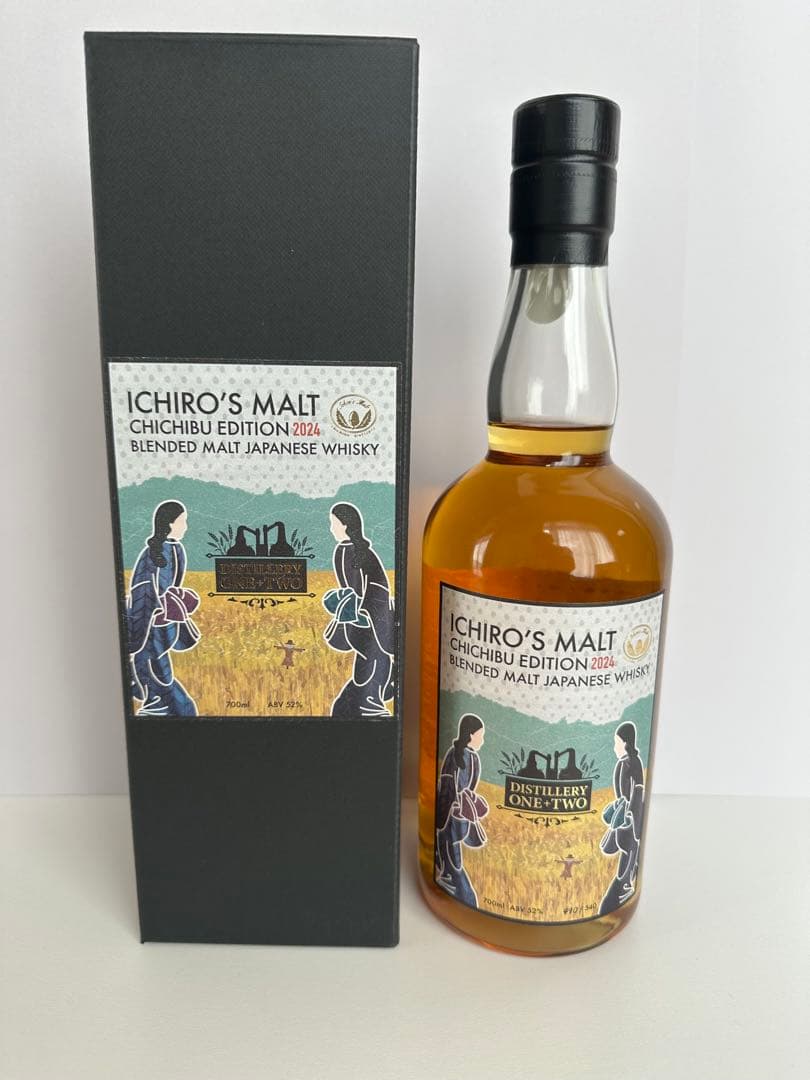 ICHIRO'S MALT
CHICHIBU EDITION 2024
BLENDED MALT JAPANESE WHISKY
DISTILLERY
ONE+TWO
700ml ABV 52%
ICHIRO'S MALT
CHICHIBU EDITION 2024
BLENDED MALT JAPANESE WHISKY
DISTILLERY
ONE+TWO
700ml ABV 52% /540